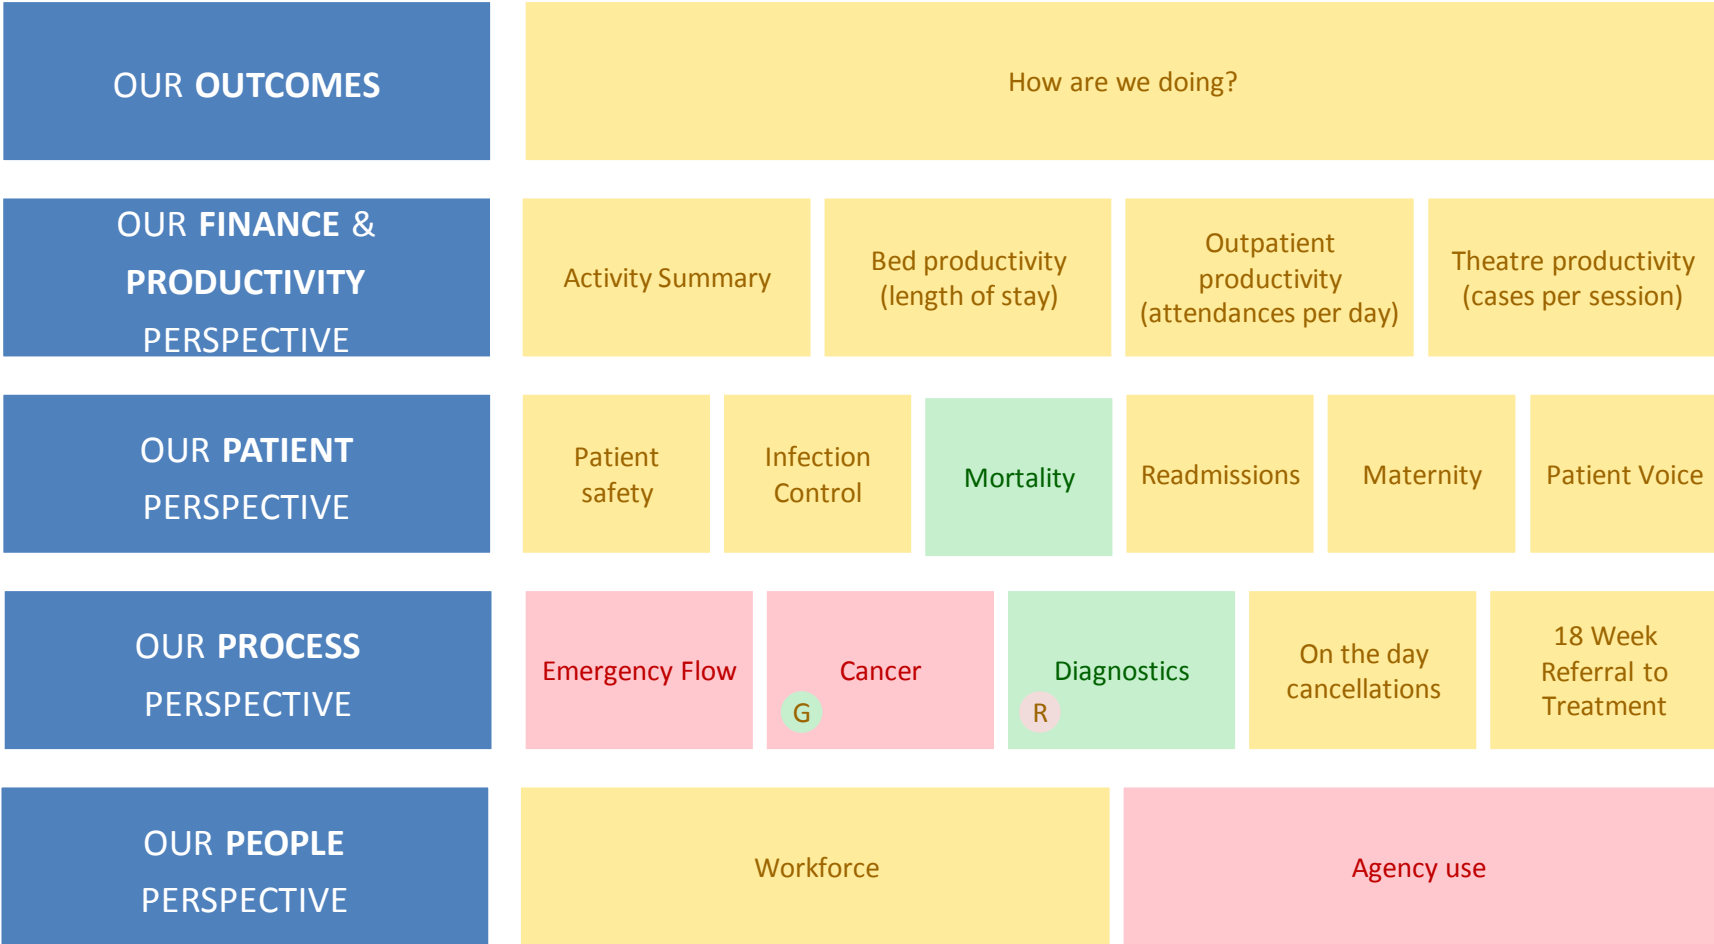 OUR OUTCOMES
How are we doing?
OUR FINANCE &
PRODUCTIVITY
PERSPECTIVE
Activity Summary
Bed productivity
(length of stay)
Outpatient
productivity
(attendances per day)
Theatre productivity
(cases per session)
OUR PATIENT
PERSPECTIVE
Patient
safety
Infection
Control
Mortality
Readmissions
Maternity
Patient Voice
OUR PROCESS
PERSPECTIVE
Emergency Flow
Cancer
G
Diagnostics
R
On the day
cancellations
18 Week
Referral to
Treatment
OUR PEOPLE
PERSPECTIVE
Workforce
Agency use